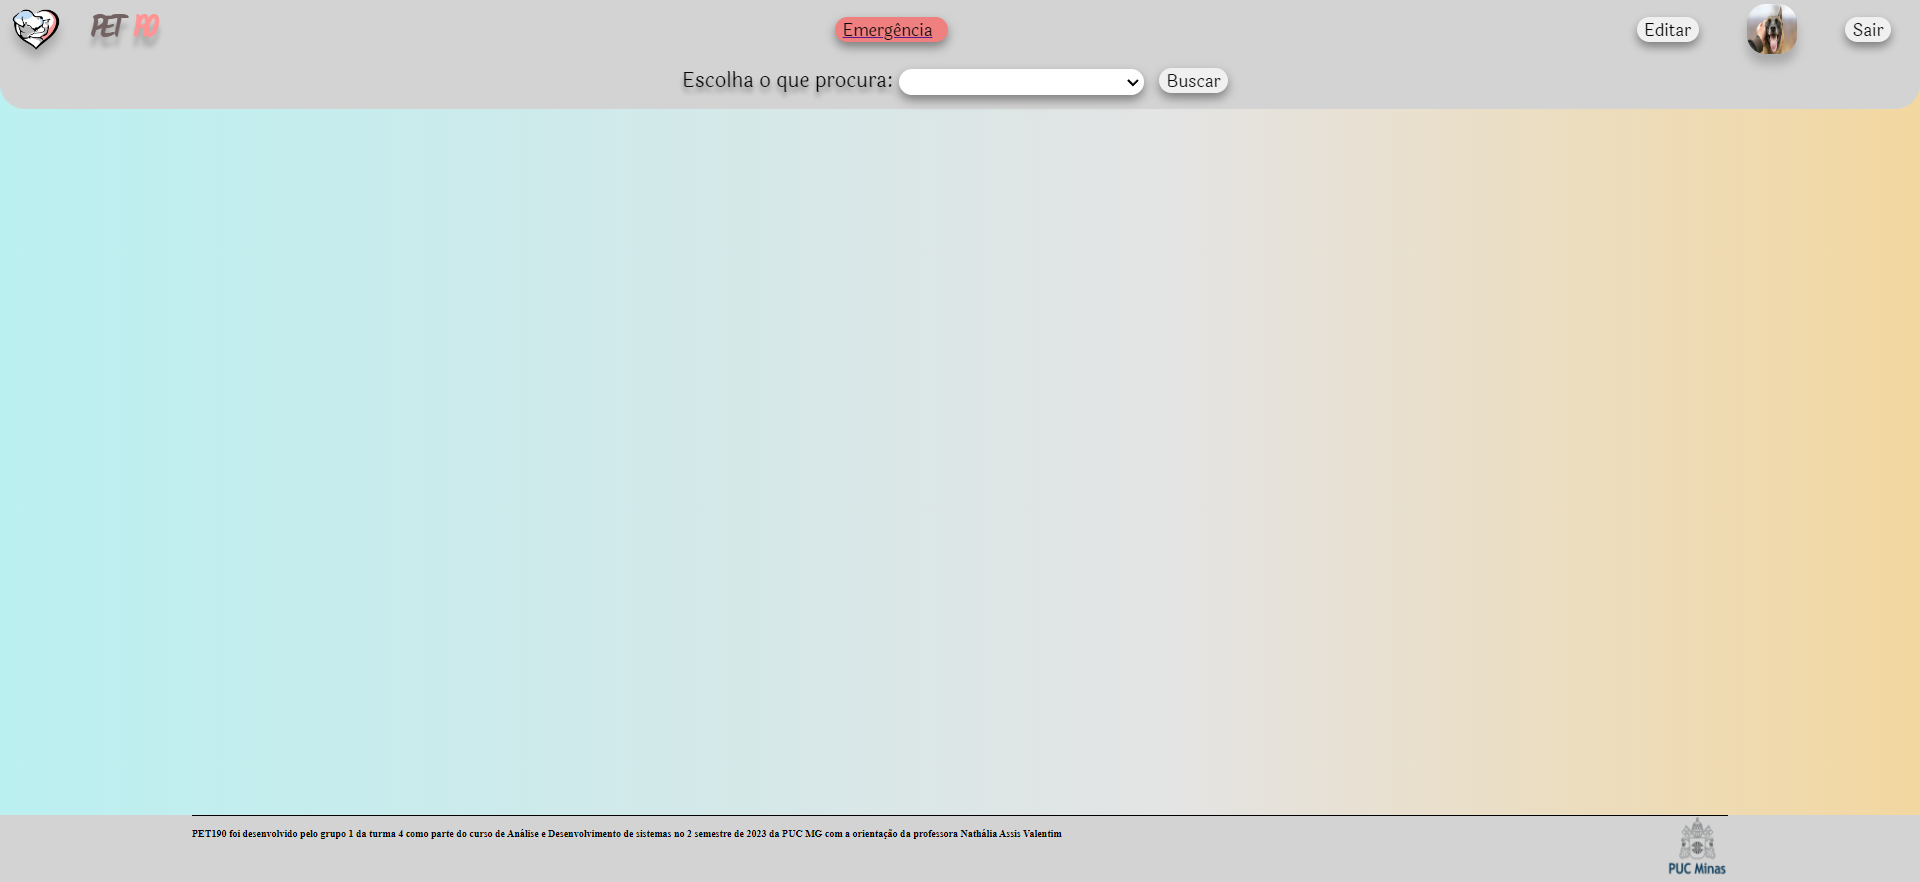 PET
Emergência
Editar
Sair
Escolha o que procura:
Buscar
PET190 foi desenvolvido pelo grupo 1 da turma 4 como parte do curso de Análise e Desenvolvimento de sistemas no 2 semestre de 2023 da PUC MG com a orientação da professora Nathália Assis Valentim
PUC Minas